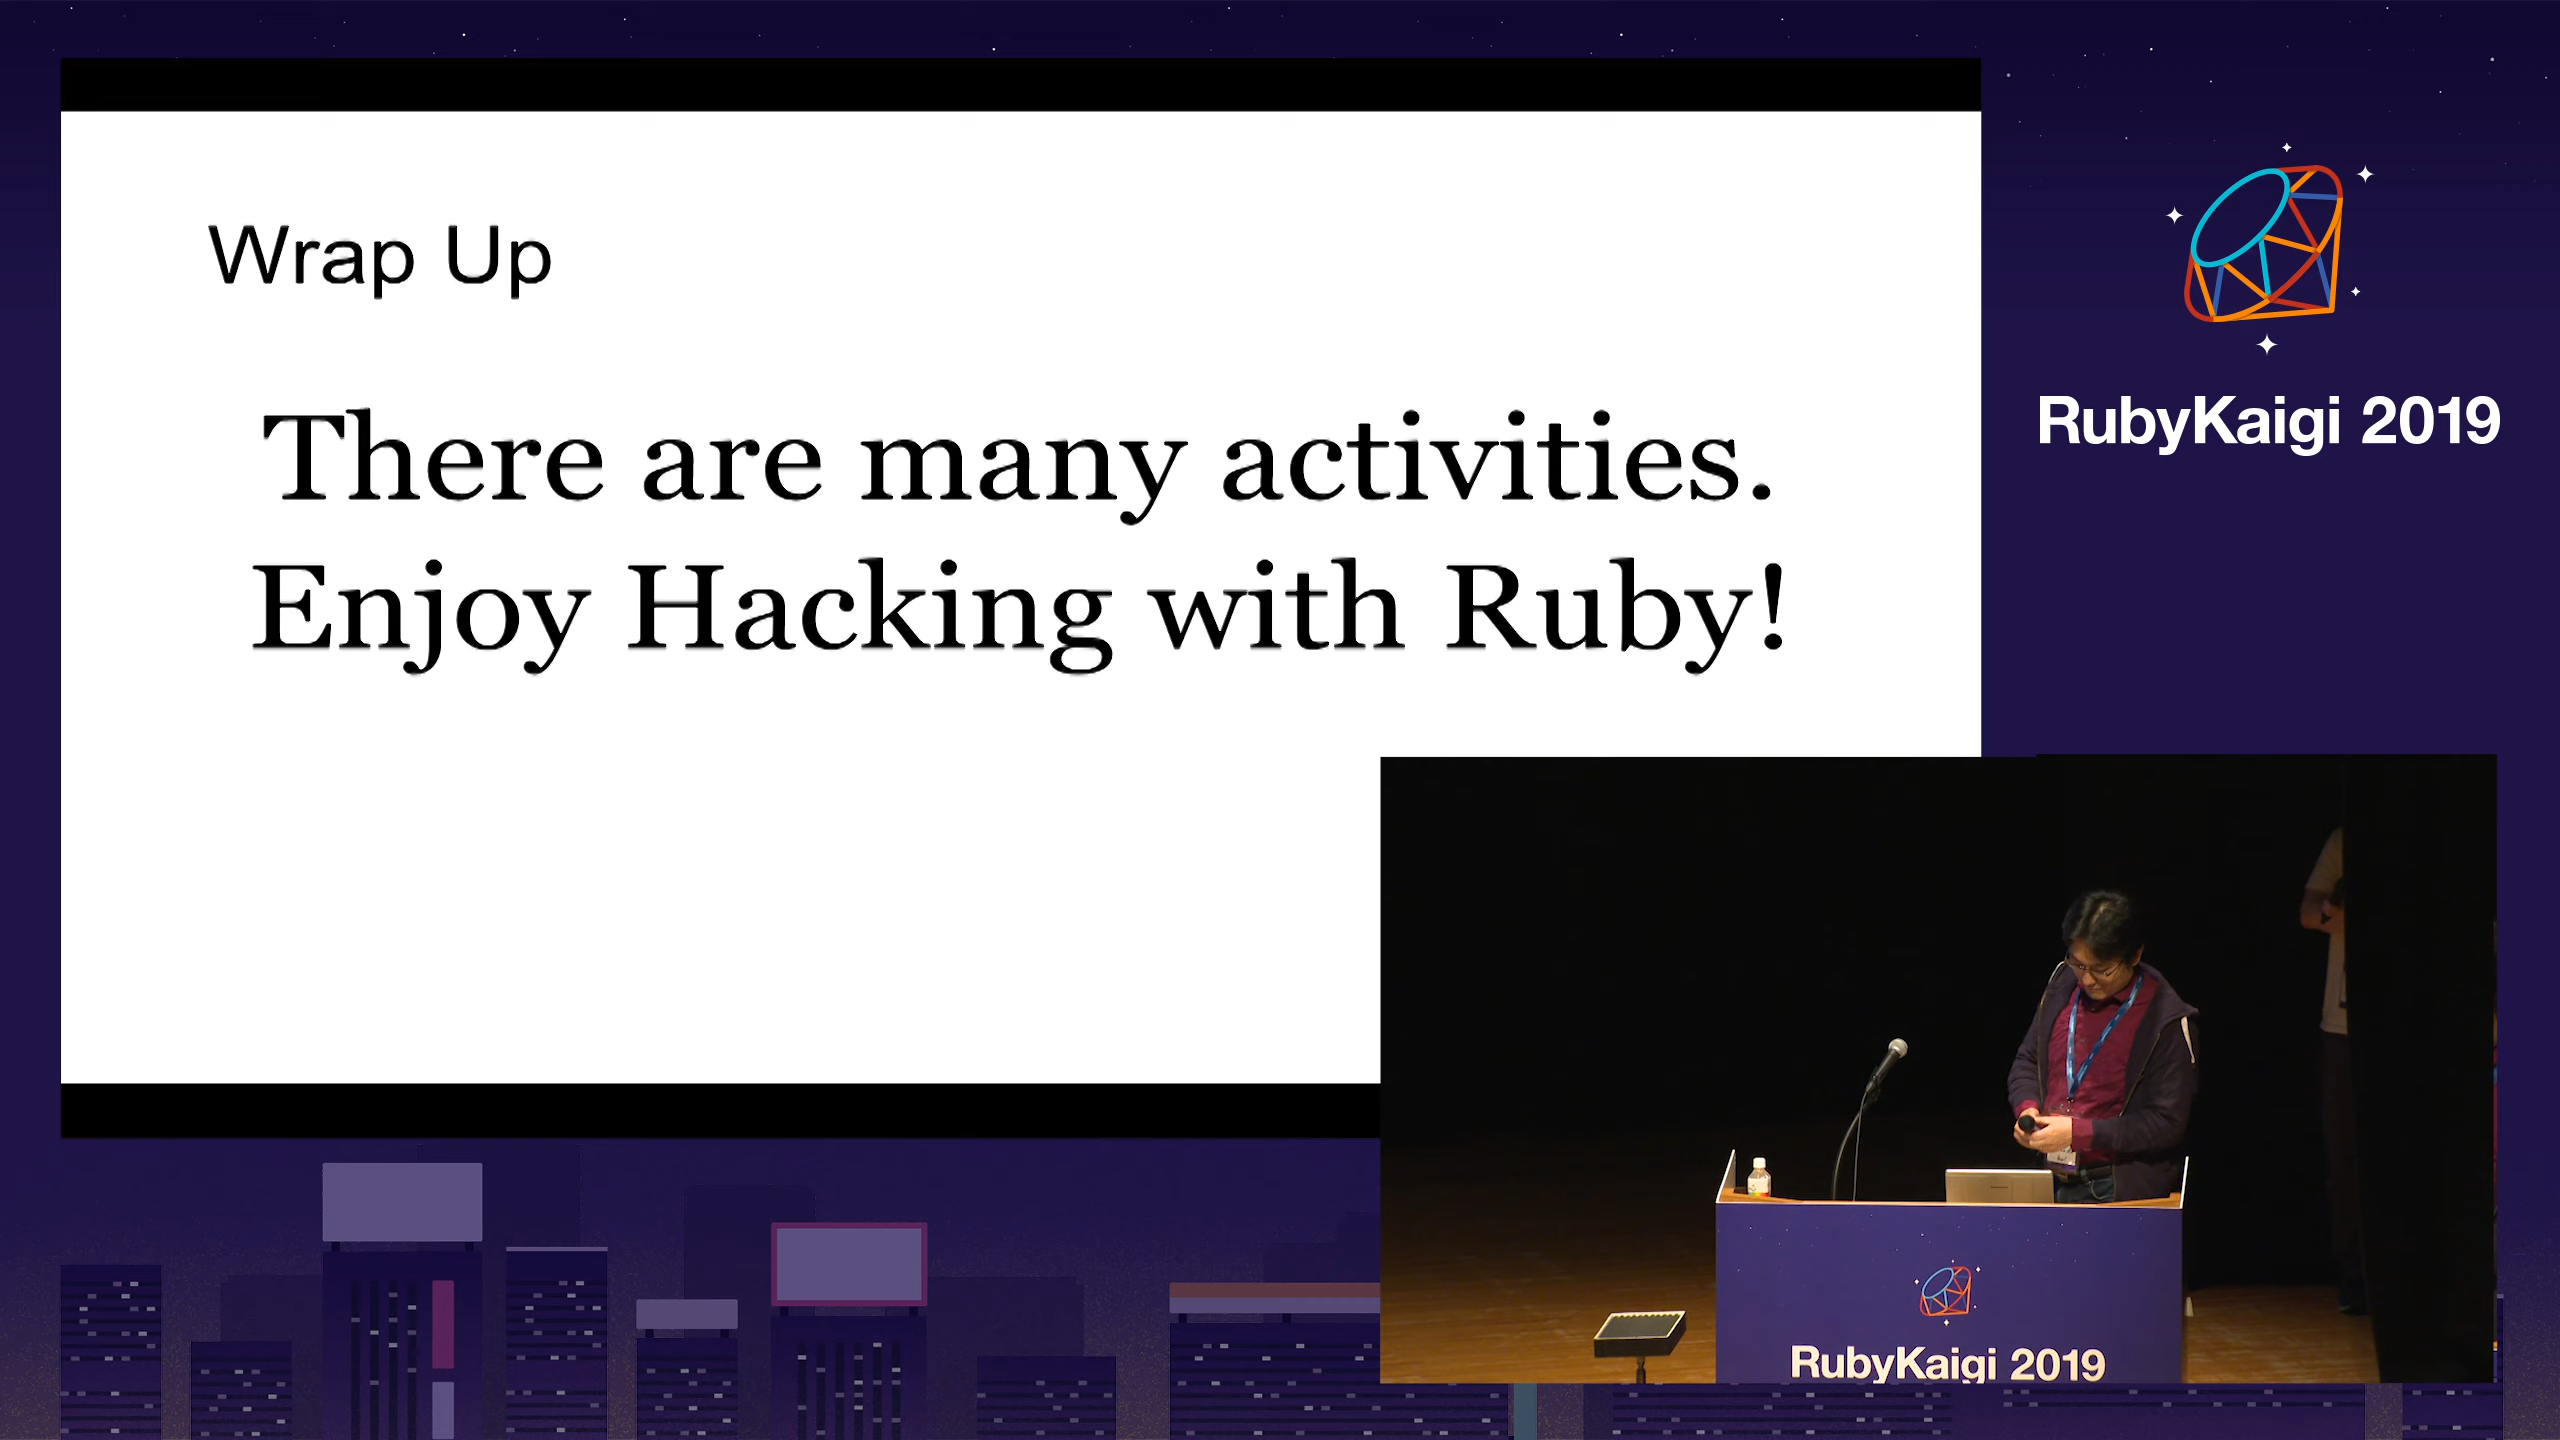 Wrap Up
There are many activities.
Enjoy Hacking with Ruby!
RubyKaigi 2019
RubyKaigi 2019